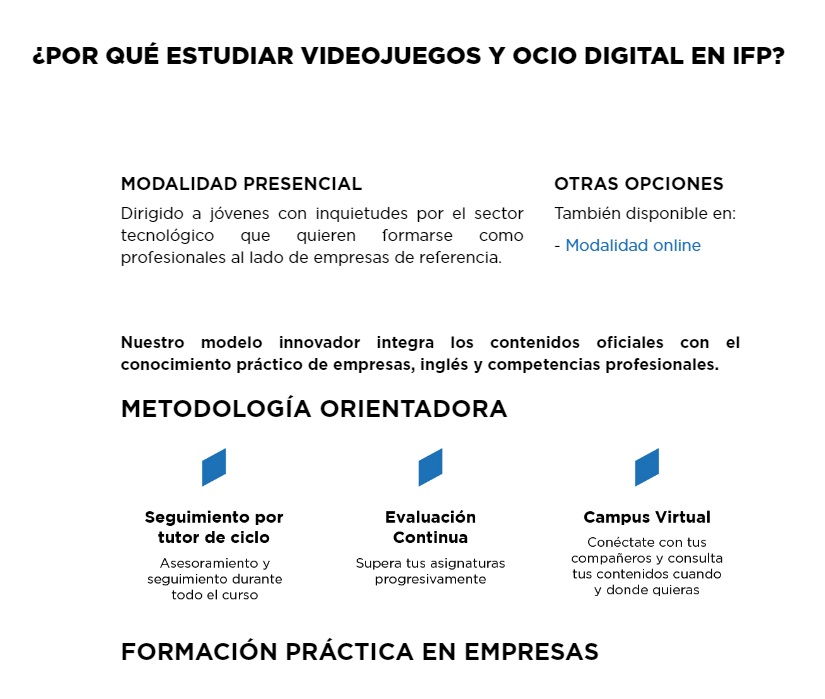 ¿POR QUÉ ESTUDIAR VIDEOJUEGOS Y OCIO DIGITAL EN IFP?
MODALIDAD PRESENCIAL
Dirigido a jóvenes con inquietudes por el sector
tecnológico que quieren formarse como
profesionales al lado de empresas de referencia.
OTRAS OPCIONES
También disponible en:
- Modalidad online
Nuestro modelo innovador integra los contenidos oficiales con el
conocimiento práctico de empresas, inglés y competencias profesionales.
METODOLOGÍA ORIENTADORA
Seguimiento por
tutor de ciclo
Asesoramiento y
seguimiento durante
todo el curso
Evaluación
Continua
Supera tus asignaturas
progresivamente
Campus Virtual
Conéctate con tus
compañeros y consulta
tus contenidos cuando
y donde quieras
FORMACIÓN PRÁCTICA EN EMPRESAS